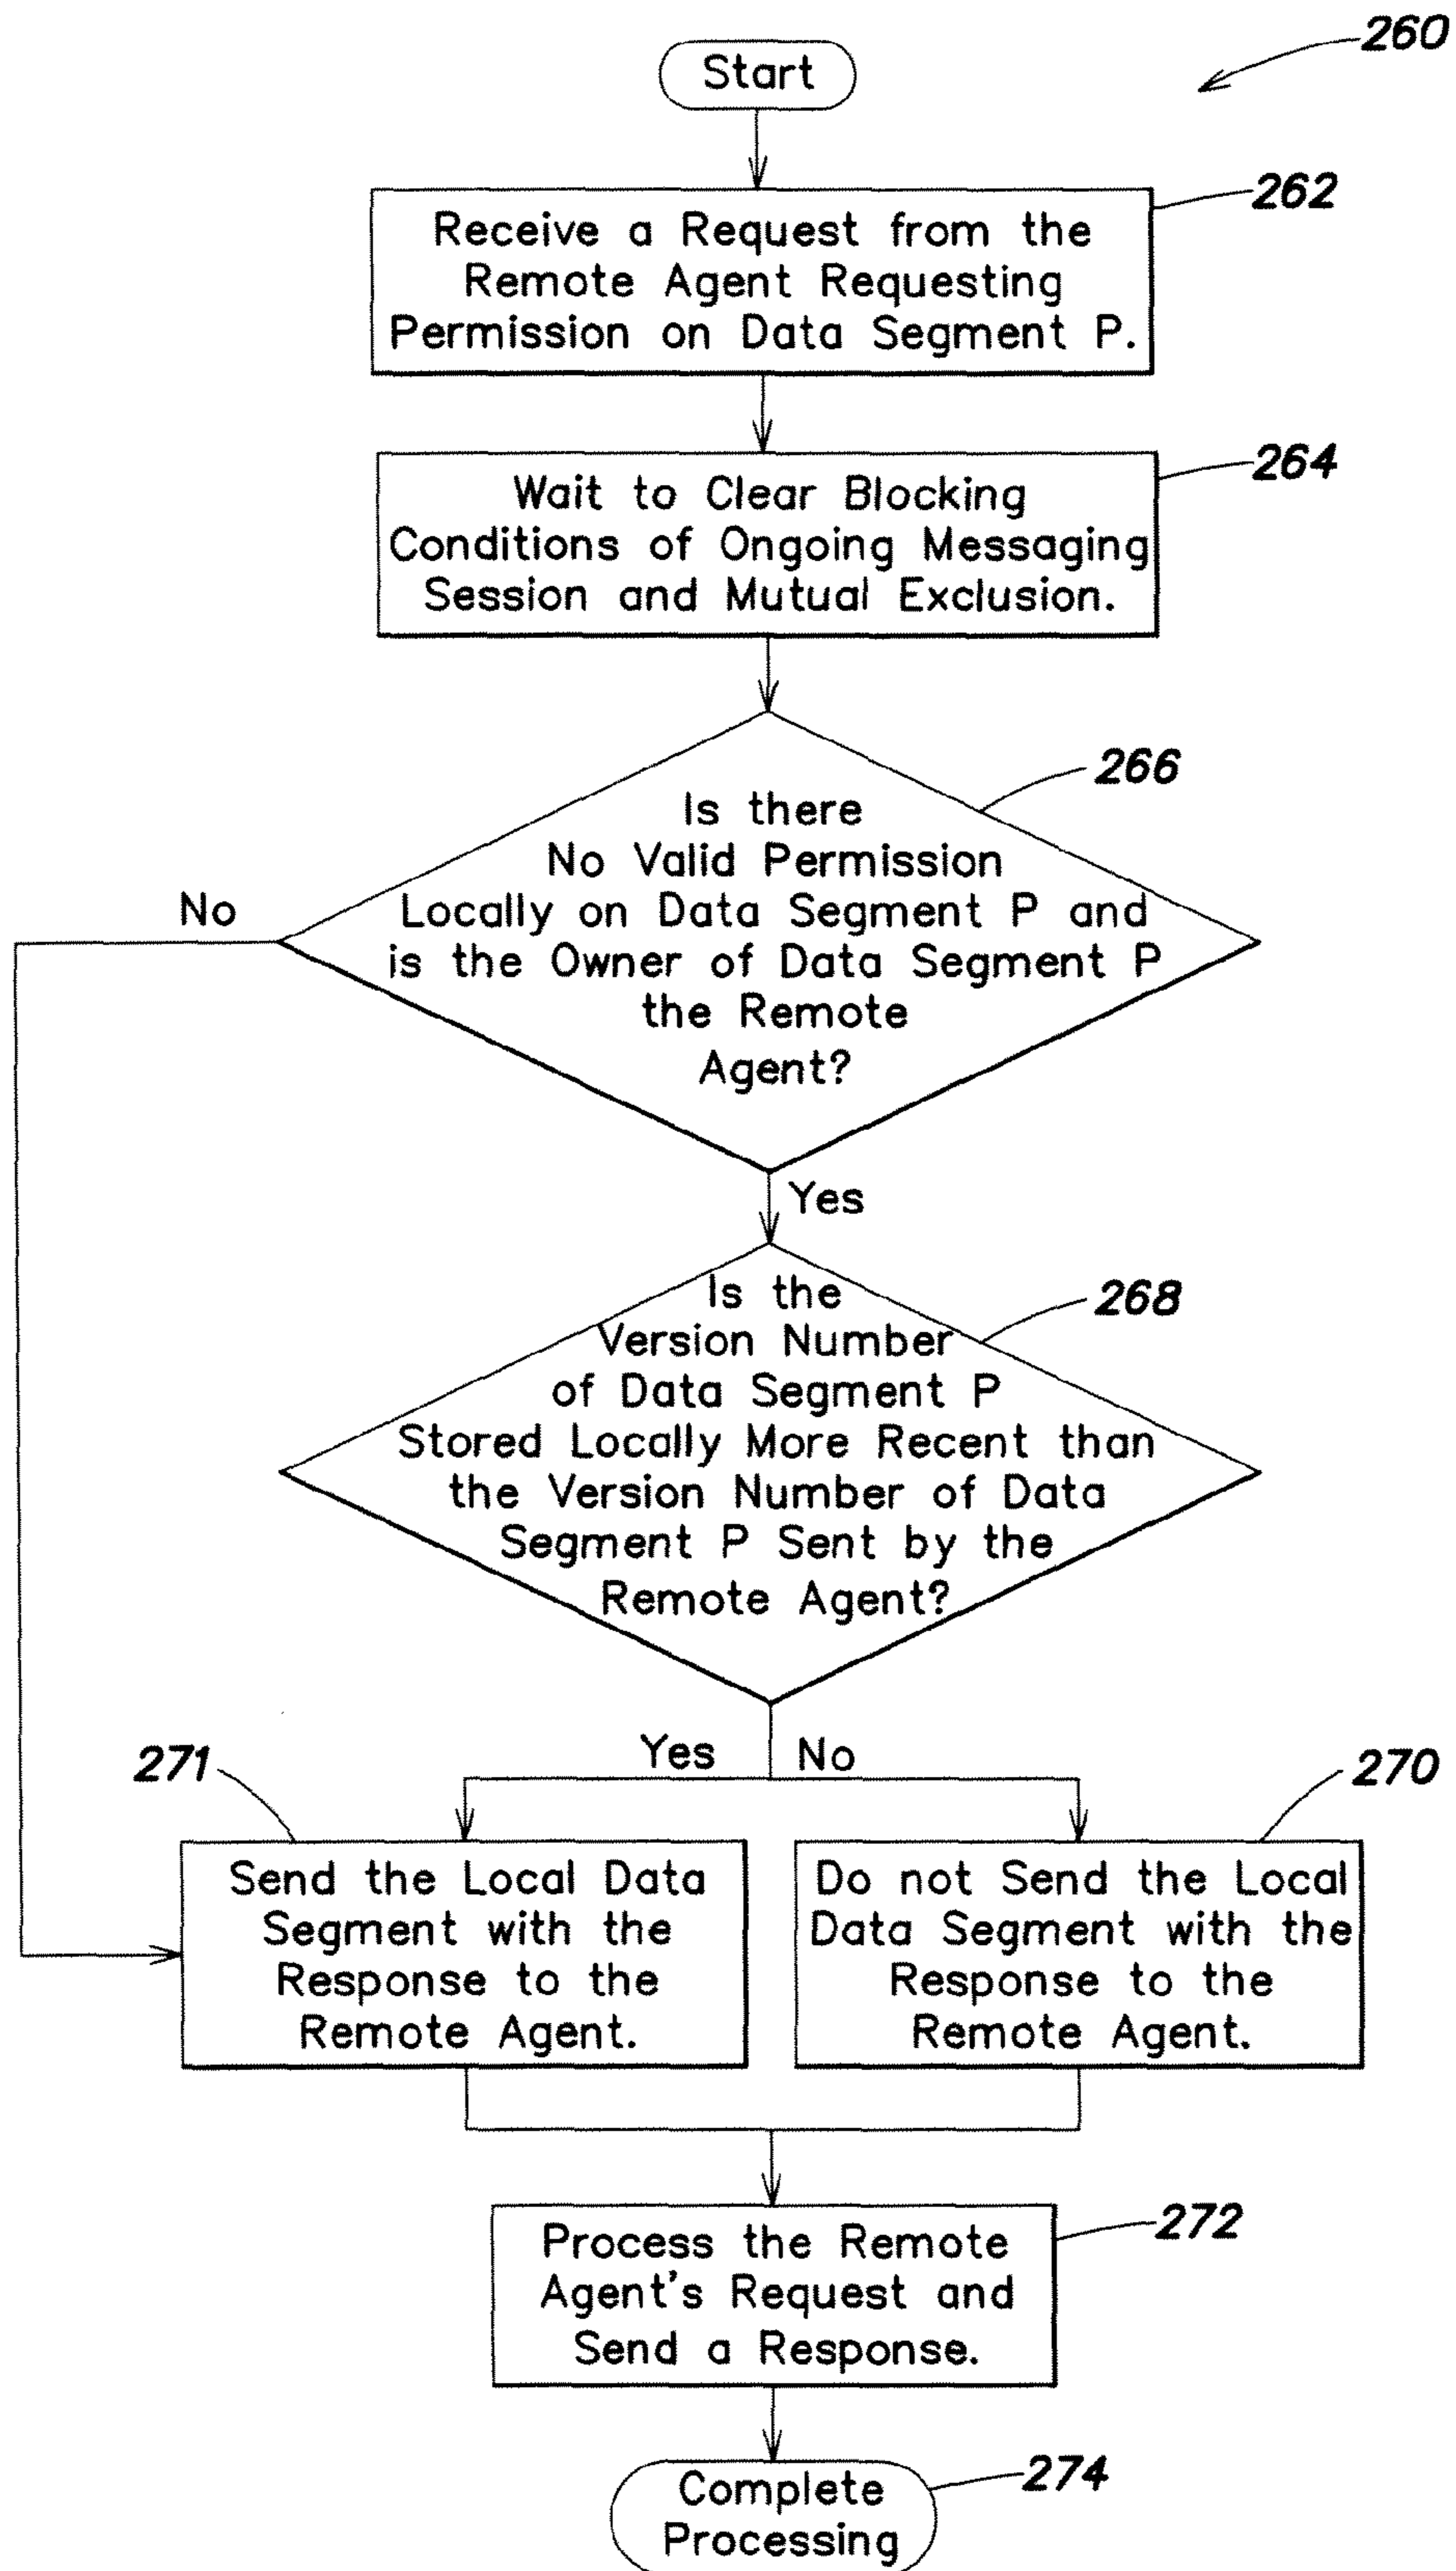 260
Start
262
Receive a Request from the
Remote Agent Requesting
Permission on Data Segment P.
264
Wait to Clear Blocking
Conditions of Ongoing Messaging
Session and Mutual Exclusion.
266
Is there
No Valid Permission
Locally on Data Segment P and
is the Owner of Data Segment P
the Remote
Agent?
No
Yes
268
Is the
Version Number
of Data Segment P
Stored Locally More Recent than
the Version Number of Data
Segment P Sent by the
Remote Agent?
Yes
No
271
270
Send the Local Data
Segment with the
Response to the
Remote Agent.
Do not Send the Local
Data Segment with the
Response to the
Remote Agent.
272
Process the Remote
Agent's Request and
Send a Response.
274
Complete
Processing